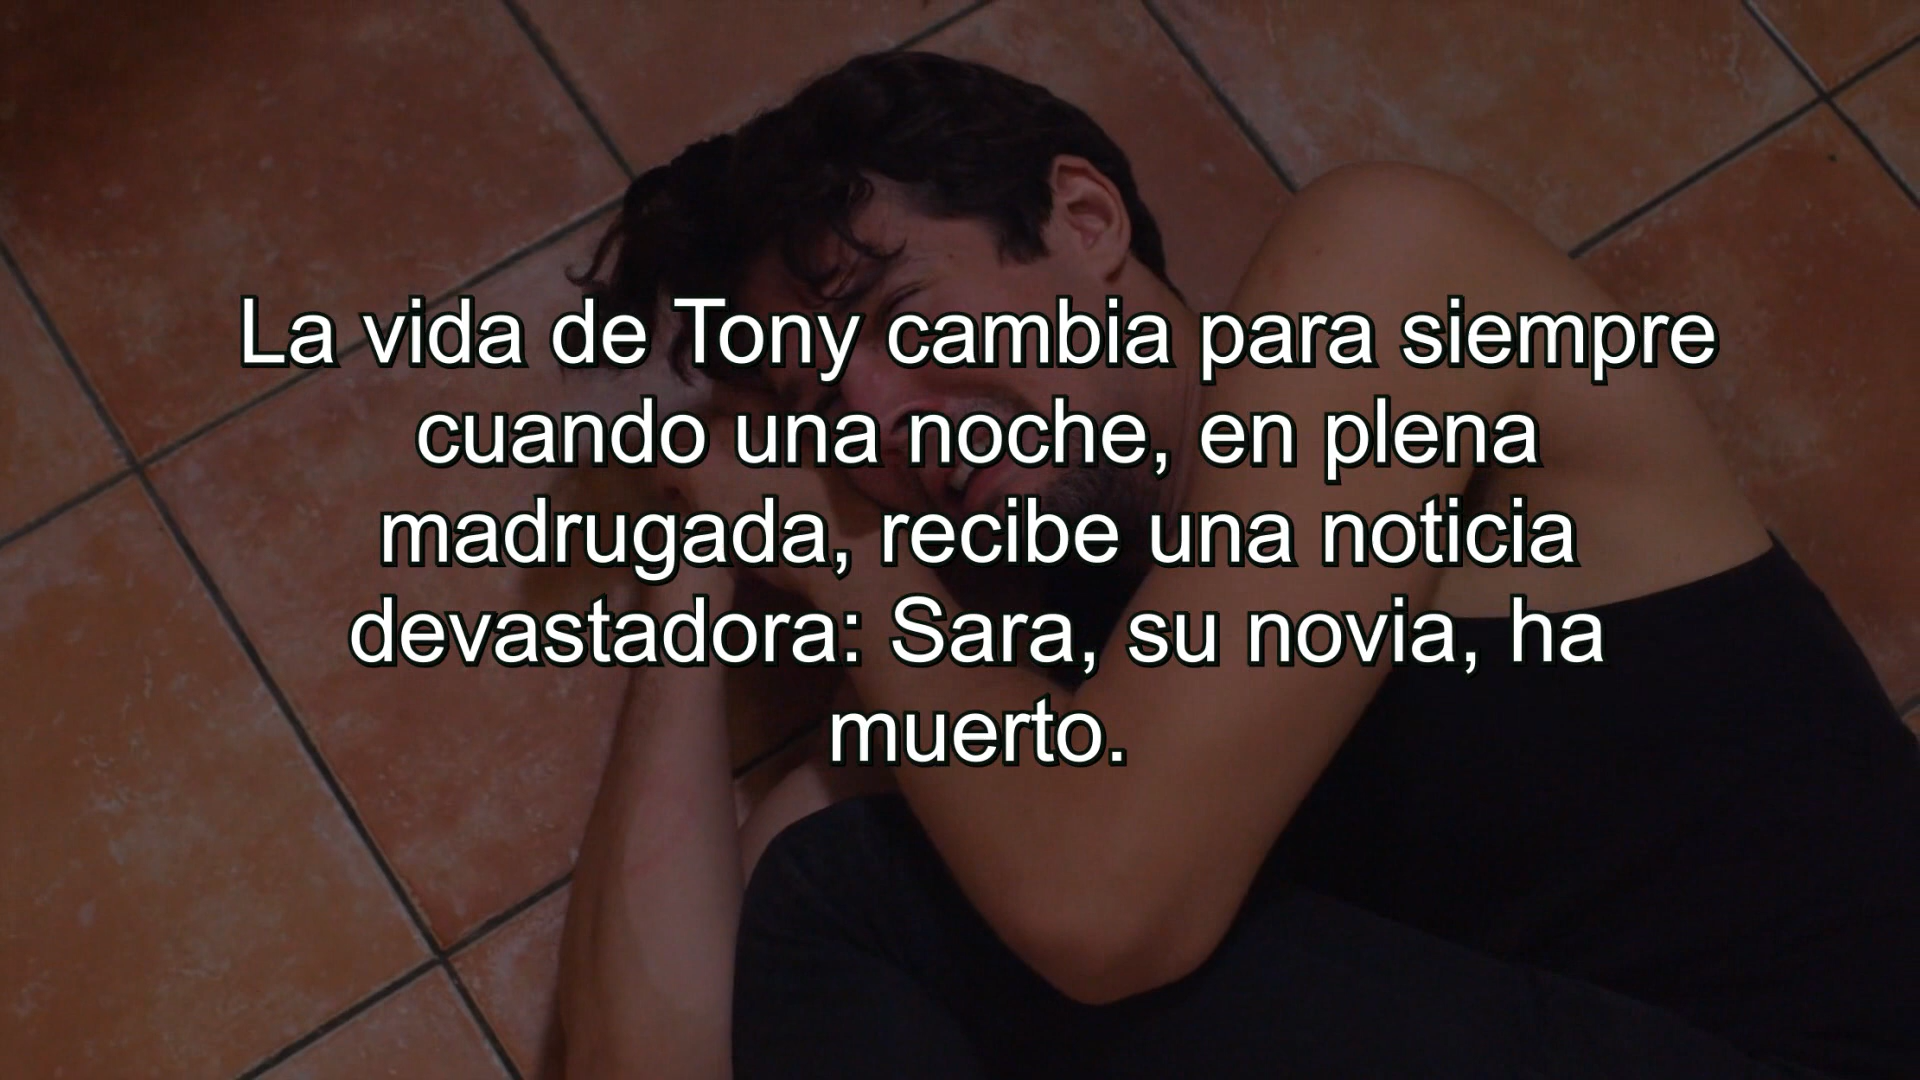 La vida de Tony cambia para siempre
cuando una noche, en plena
madrugada, recibe una noticia
devastadora: Sara, su novia, ha
muerto.